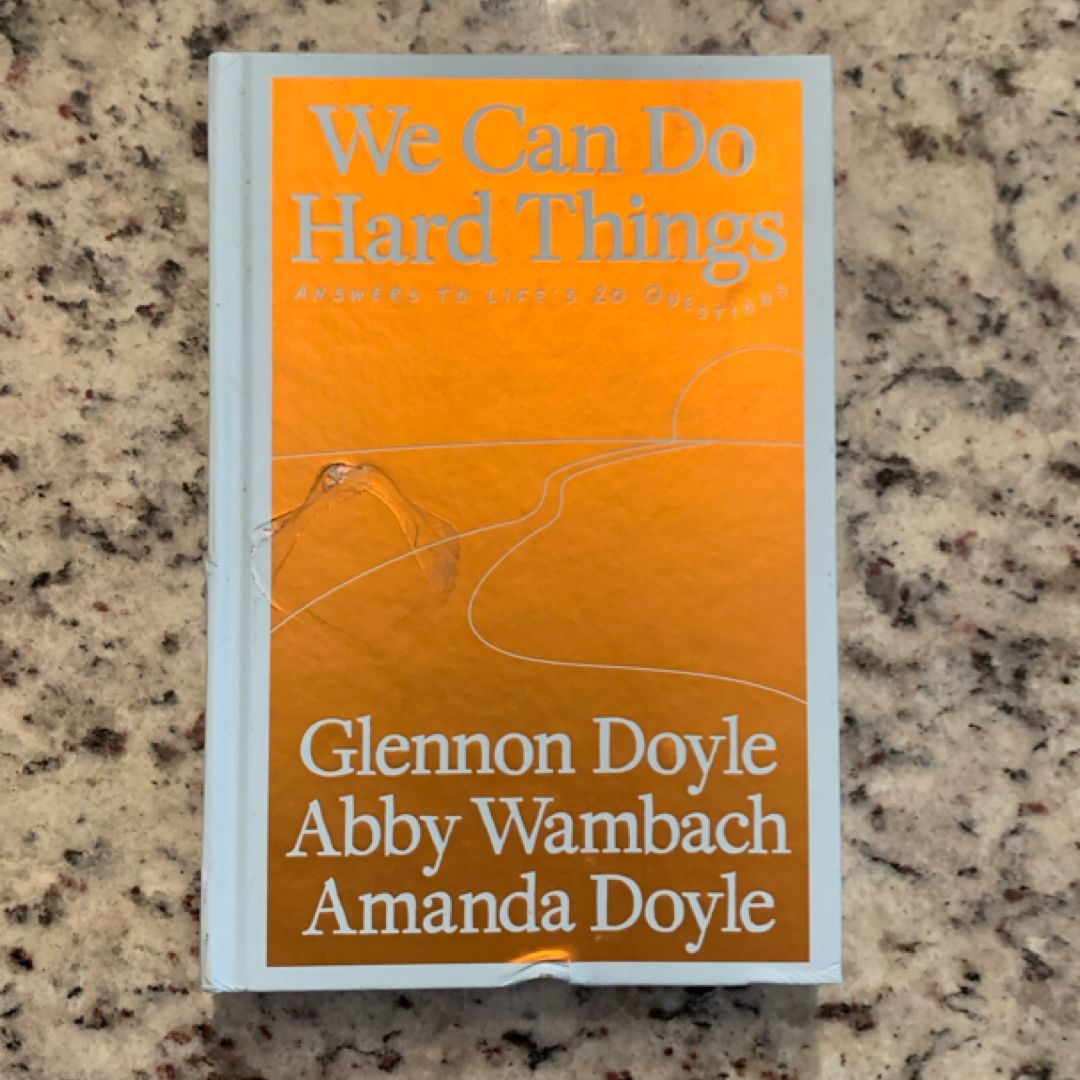 We Can Do
Hard Things
ANSWERS TO LIFE'S 20 QUESTIONS
Glennon Doyle
Abby Wambach
Amanda Doyle